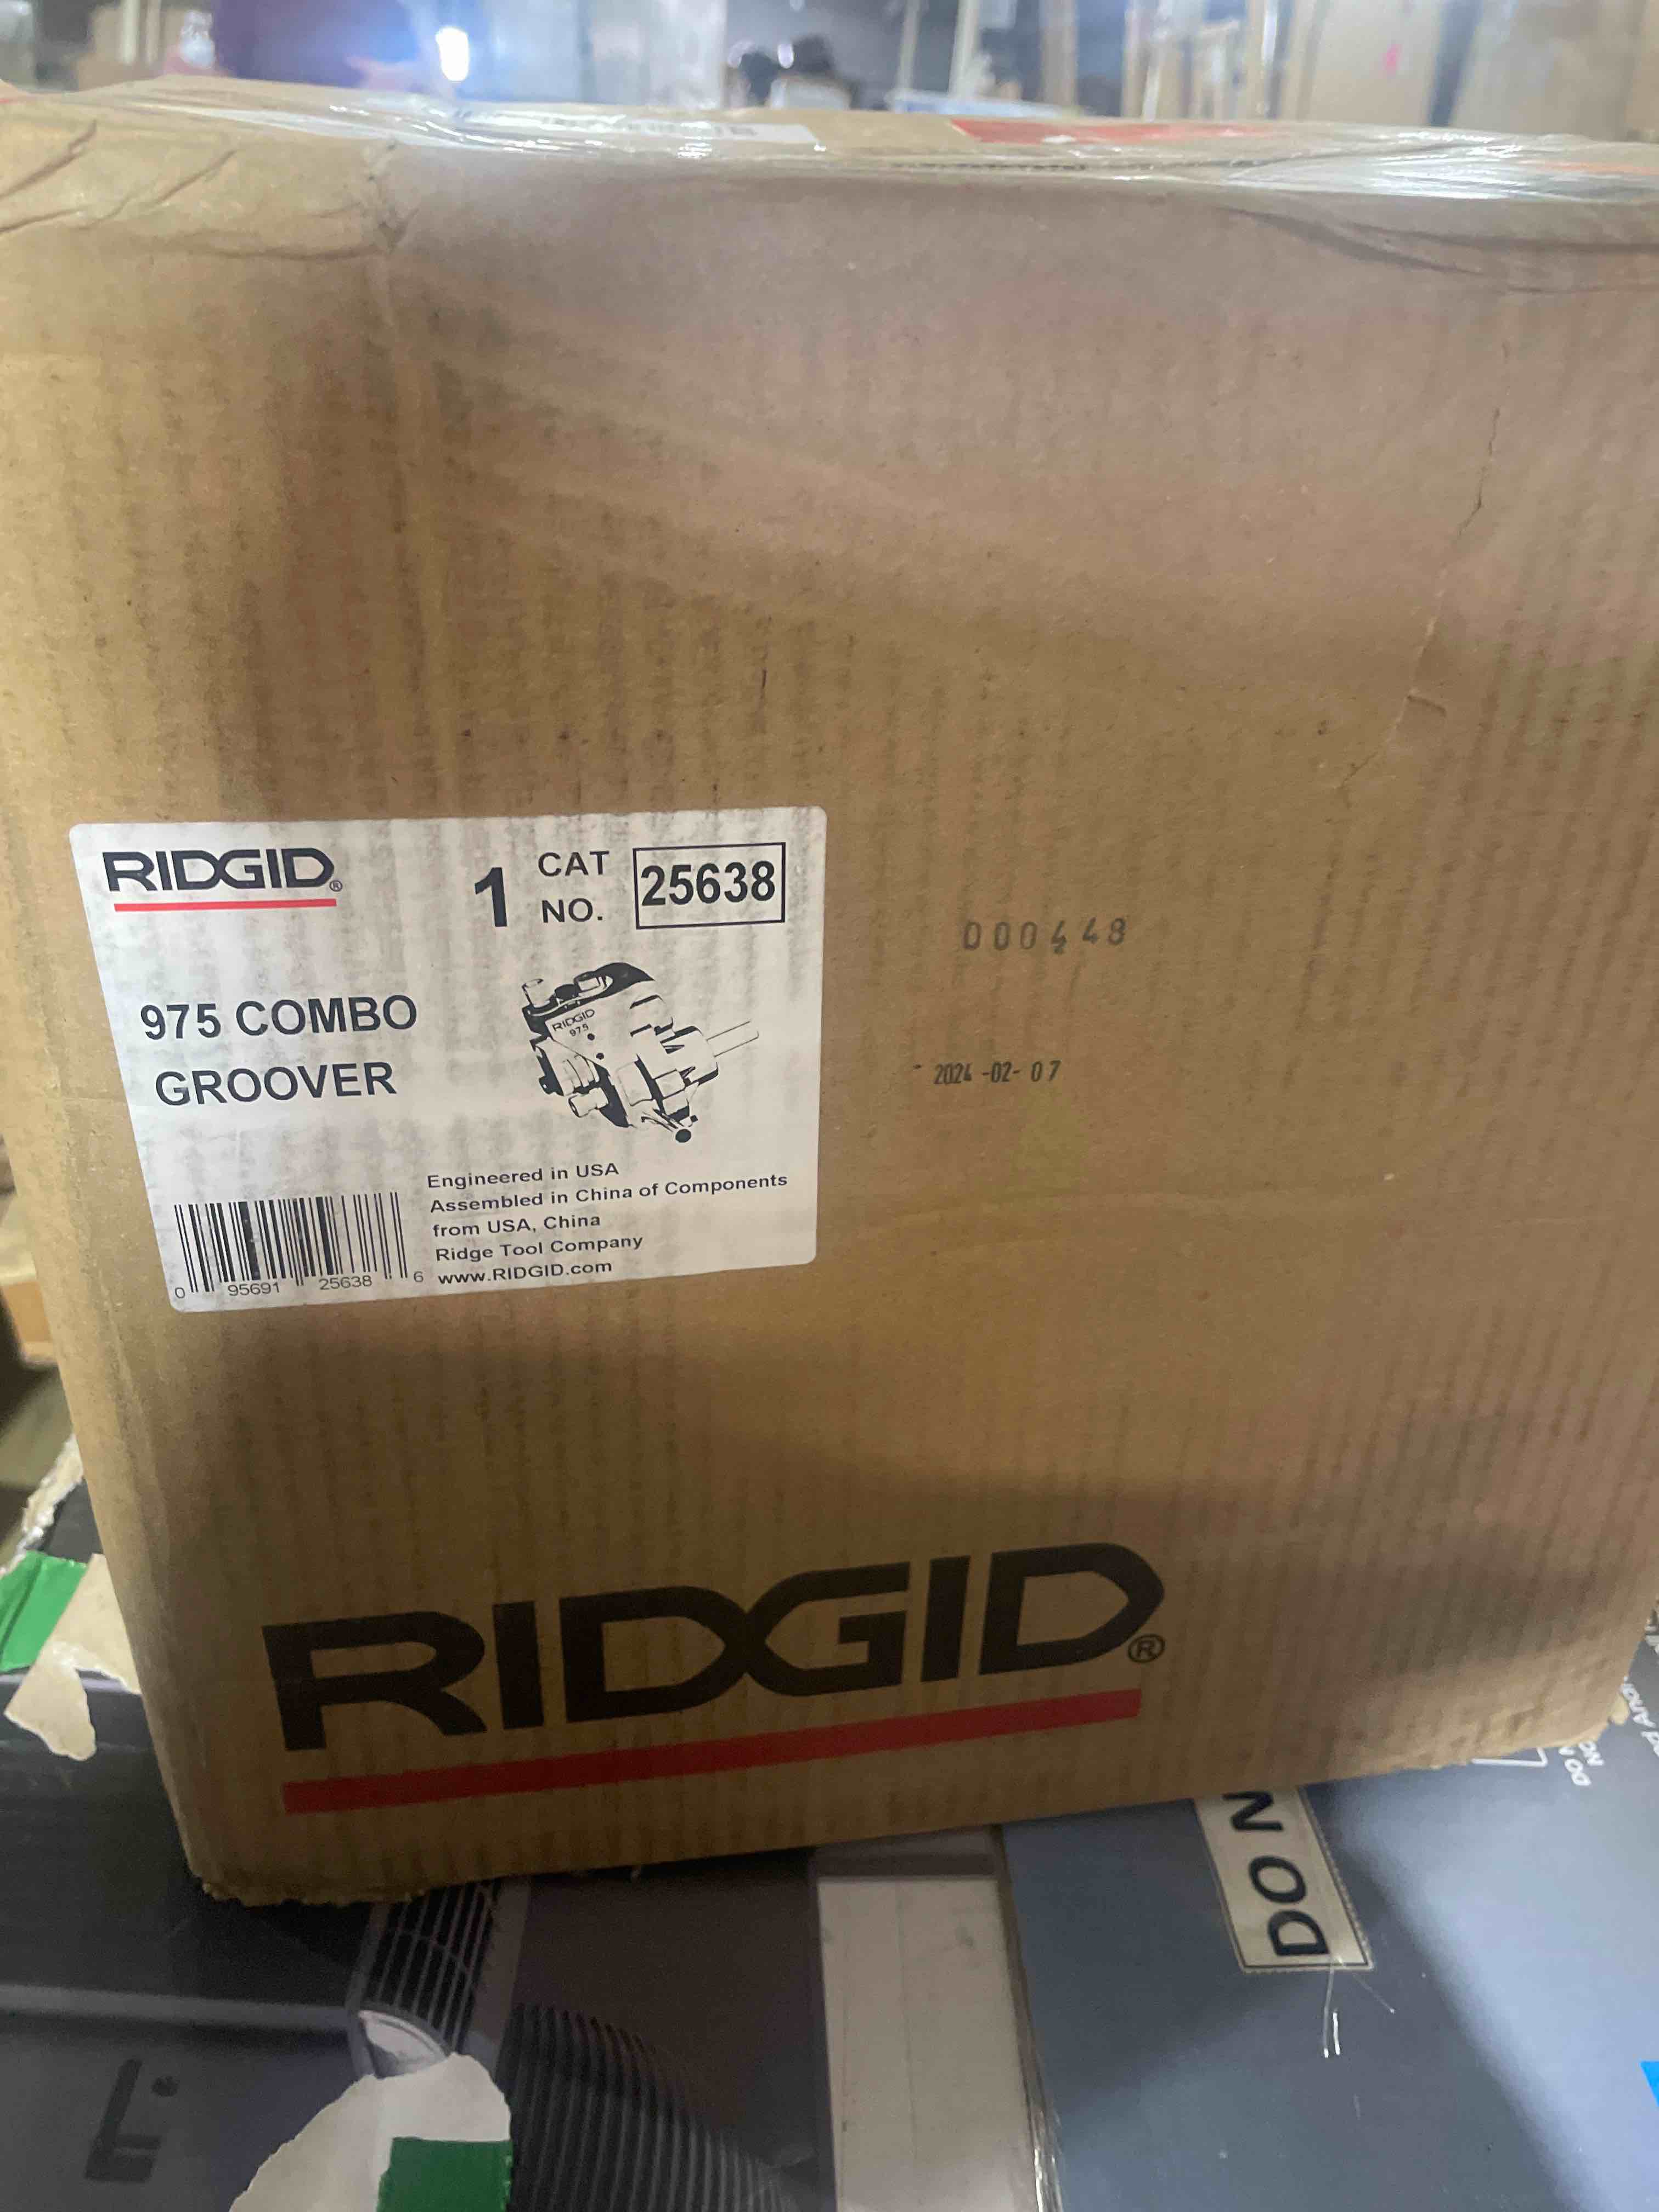 RIDGID®
1 CAT NO. 25638
975 COMBO
GROOVER
RIDGID
975
Engineered in USA
Assembled in China of Components
from USA, China
Ridge Tool Company
www.RIDGID.com
0 95691 25638 6
000448
2024-02-07
RIDGID®
DO N